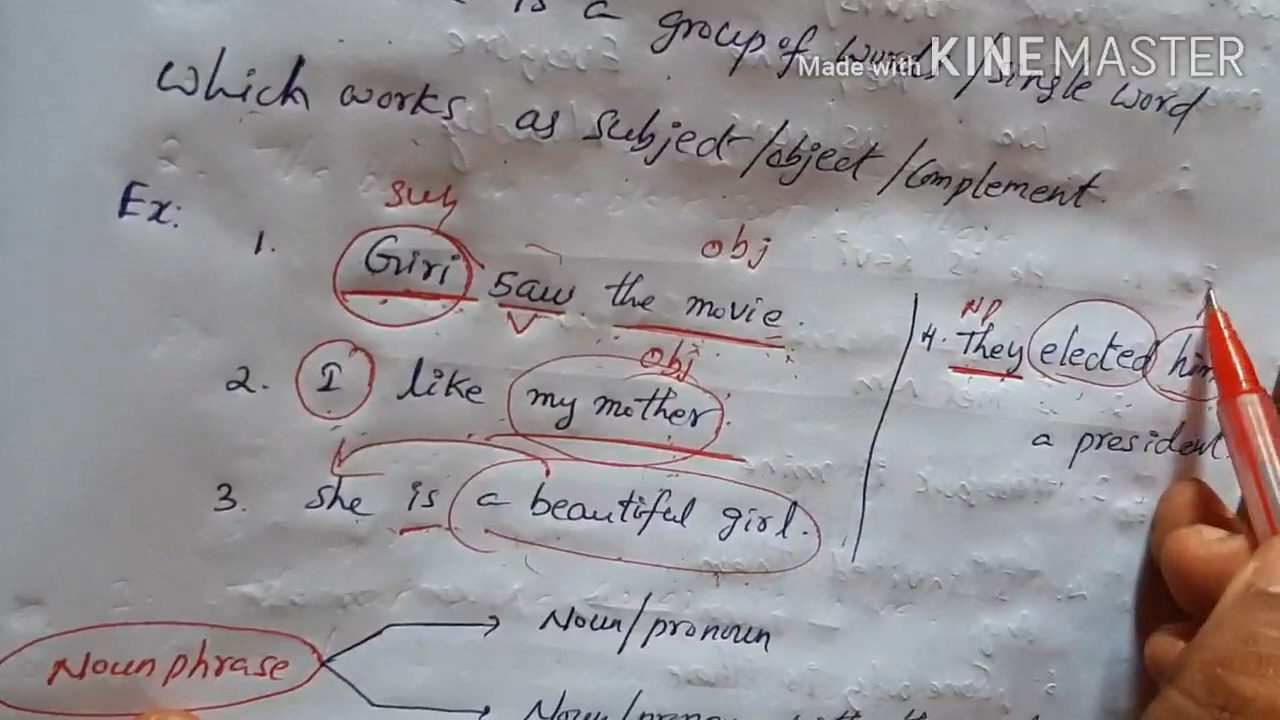 is a group of words/single word
Made with KINEMASTER
which works as subject/object/complement.
Ex:
sub
obj
1. Giri saw the movie.
V
obj
2. I like my mother.
3. she is a beautiful girl.
NP
4. They elected him
a president
Noun phrase
Noun/pronoun
Noun/